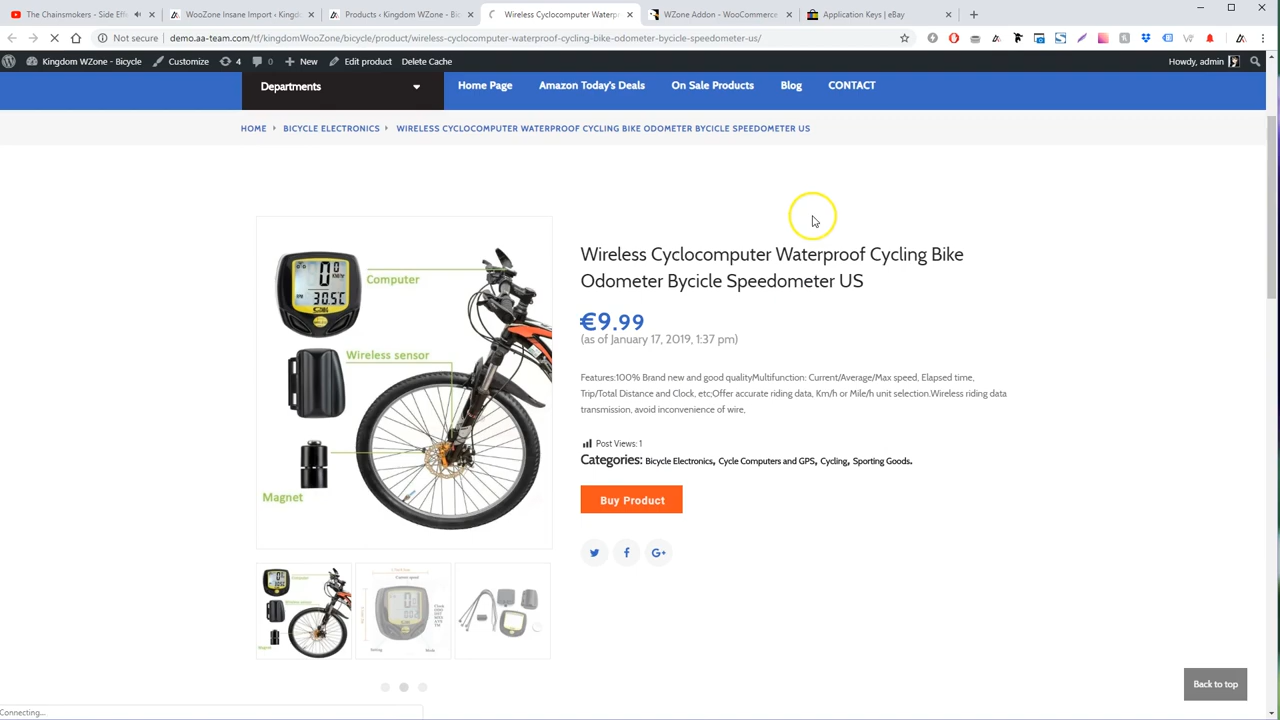 The Chainsmokers - Side Eff
WooZone Insane Import ‹ Kingd
Products ‹ Kingdom WZone - Bi
Wireless Cyclocomputer Waterp
WZone Addon - WooCommerce
Application Keys | eBay
Not secure
demo.aa-team.com/tf/kingdomWooZone/bicycle/product/wireless-cyclocomputer-waterproof-cycling-bike-odometer-bycicle-speedometer-us/
Kingdom WZone - Bicycle
Customize
4
0
New
Edit product
Delete Cache
Howdy, admin
Departments
Home Page
Amazon Today's Deals
On Sale Products
Blog
CONTACT
HOME
BICYCLE ELECTRONICS
WIRELESS CYCLOCOMPUTER WATERPROOF CYCLING BIKE ODOMETER BYCICLE SPEEDOMETER US
Computer
Wireless sensor
Magnet
Wireless Cyclocomputer Waterproof Cycling Bike
Odometer Bycicle Speedometer US
€9.99
(as of January 17, 2019, 1:37 pm)
Features:100% Brand new and good qualityMultifunction: Current/Average/Max speed, Elapsed time,
Trip/Total Distance and Clock, etc;Offer accurate riding data, Km/h or Mile/h unit selection.Wireless riding data
transmission, avoid inconvenience of wire,
Post Views: 1
Categories: Bicycle Electronics, Cycle Computers and GPS, Cycling, Sporting Goods.
Buy Product
Back to top
Connecting...